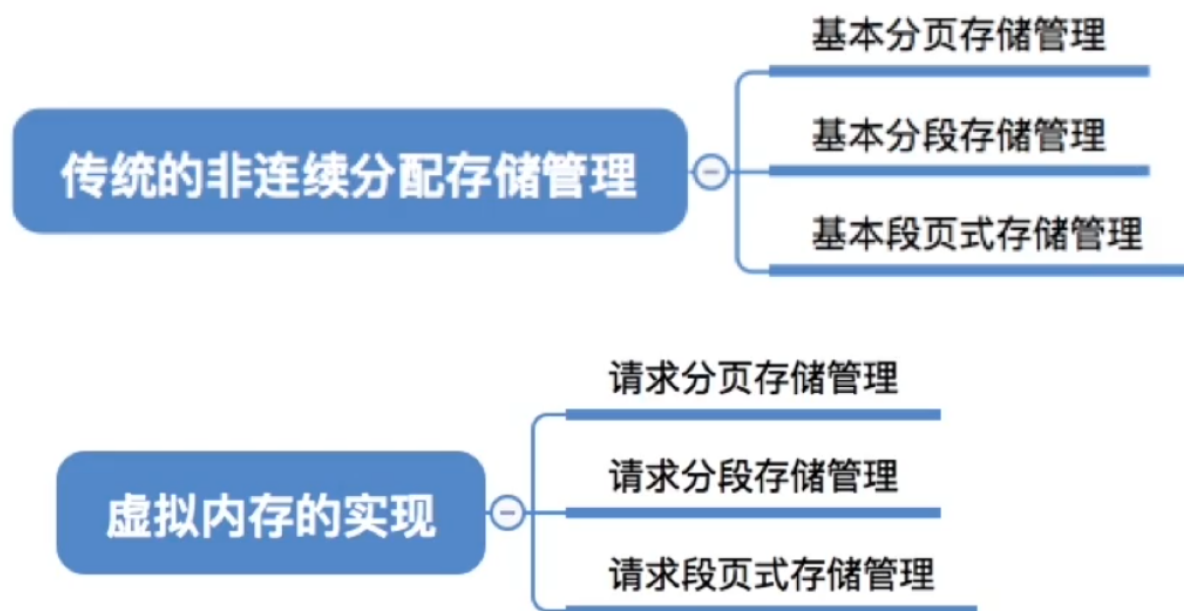 基本分页存储管理
传统的非连续分配存储管理
基本分段存储管理
基本段页式存储管理
请求分页存储管理
虚拟内存的实现
请求分段存储管理
请求段页式存储管理